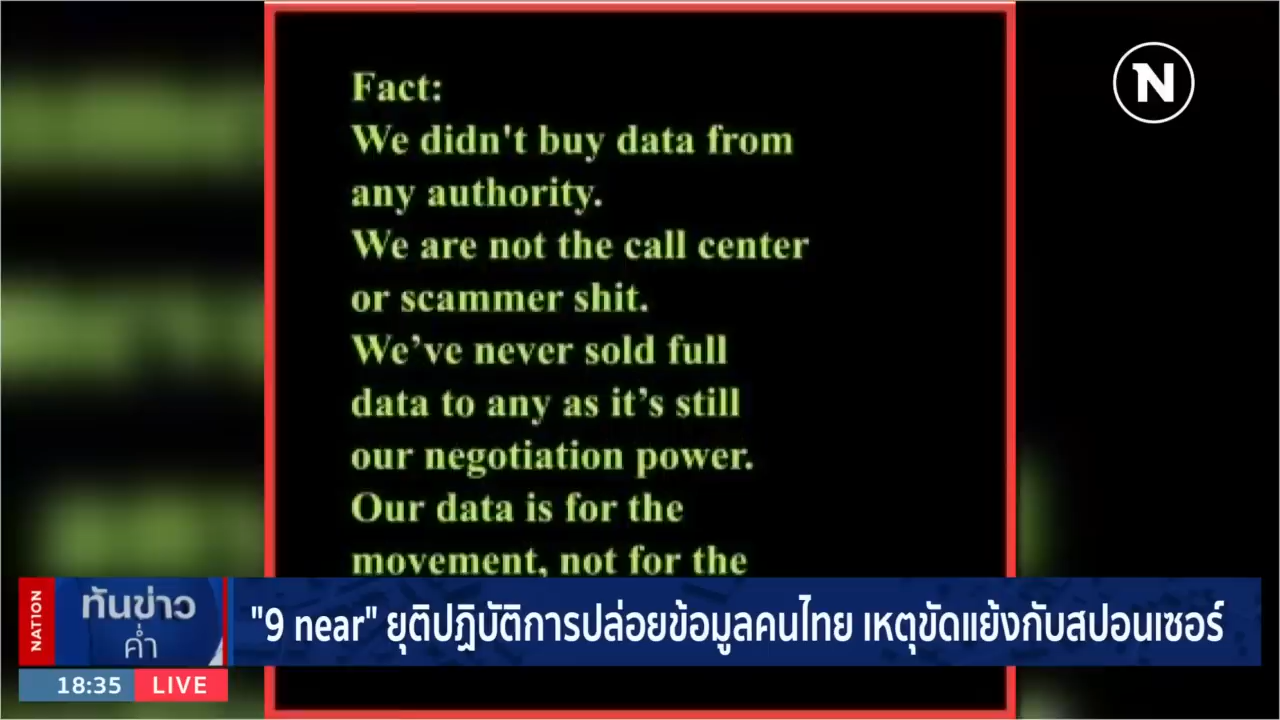 Fact:
We didn't buy data from
any authority.
We are not the call center
or scammer shit.
We’ve never sold full
data to any as it’s still
our negotiation power.
Our data is for the
movement, not for the
N
NATION
ทันข่าว
ค่ำ
"9 near" ยุติปฏิบัติการปล่อยข้อมูลคนไทย เหตุขัดแย้งกับสปอนเซอร์
18:35 LIVE